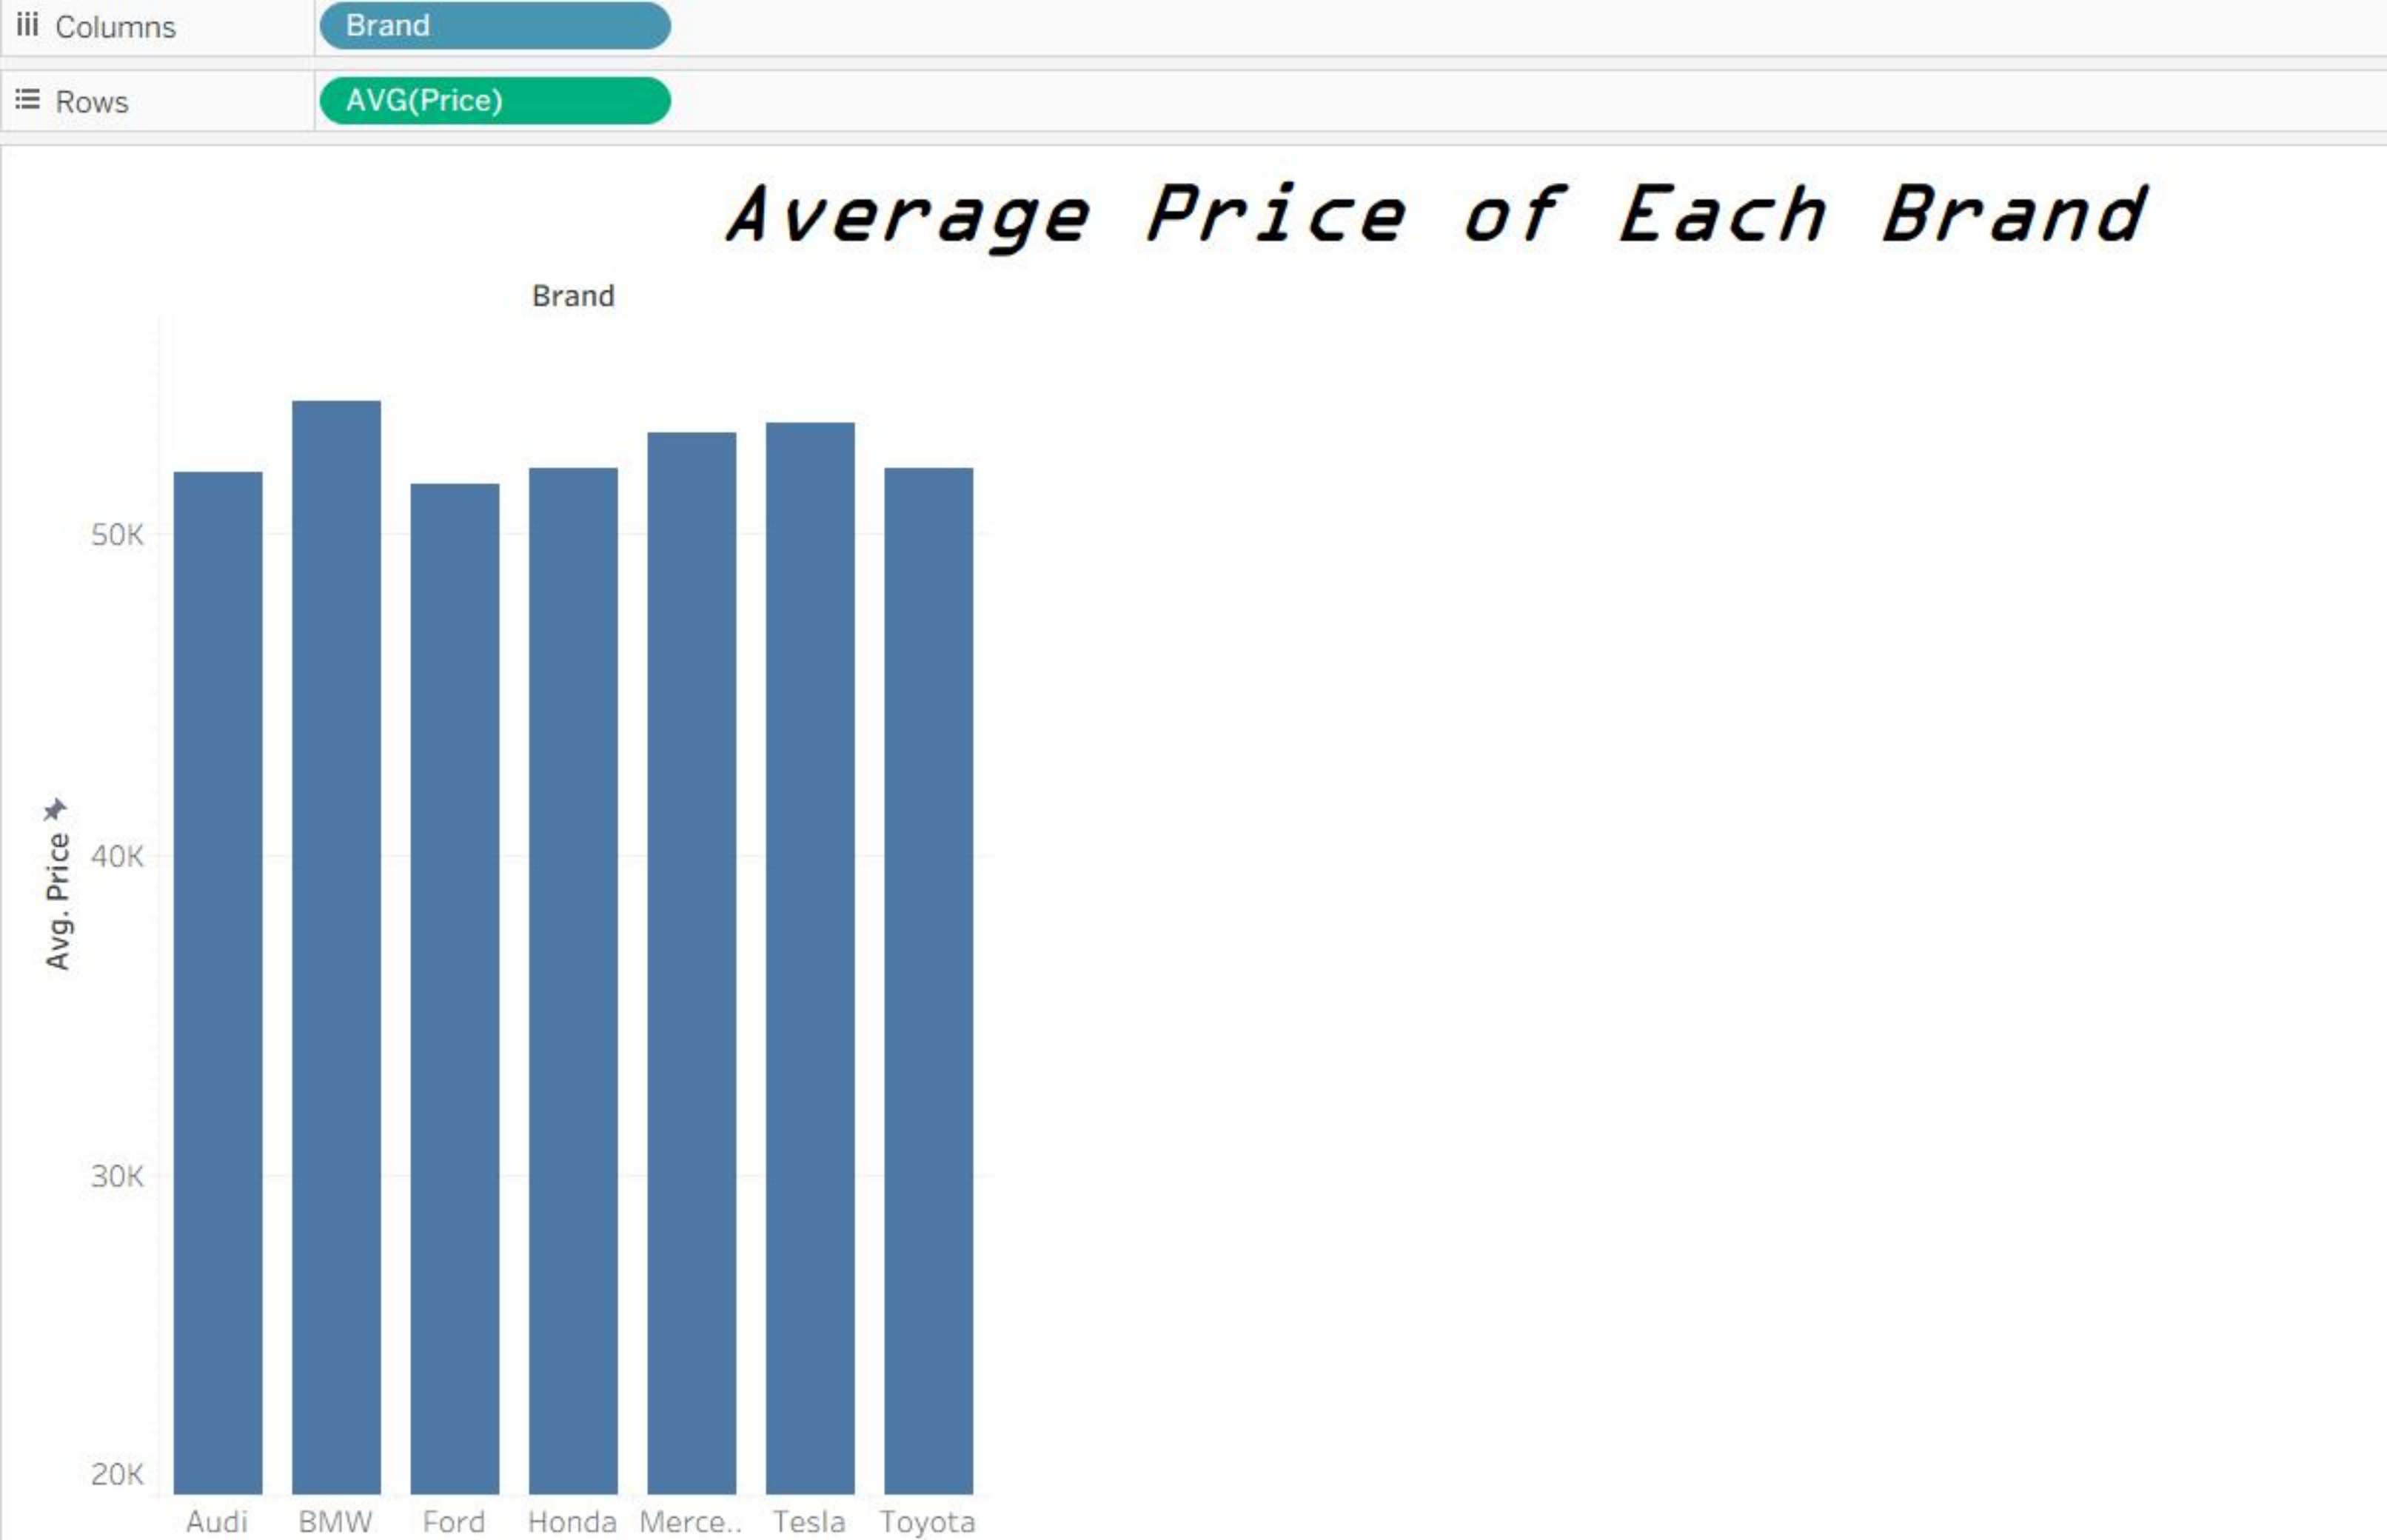 Columns Brand
Rows AVG(Price)
Average Price of Each Brand
Brand
50K
40K
30K
20K
Avg. Price
Audi BMW Ford Honda Merce.. Tesla Toyota